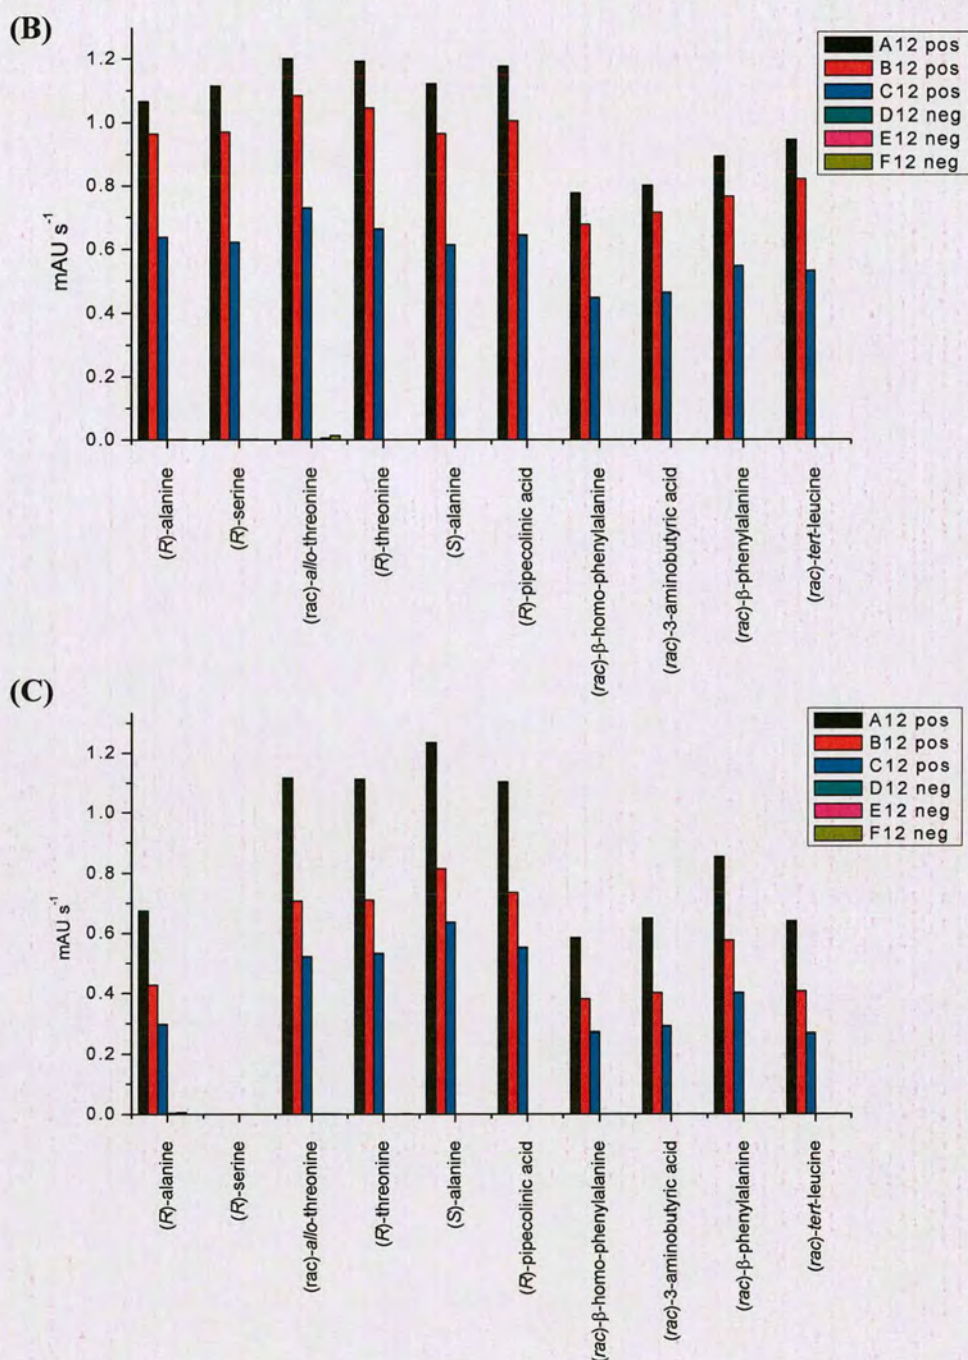 (B)
1.2
1.0
0.8
0.6
0.4
0.2
0.0
mAU s⁻¹
A12 pos
B12 pos
C12 pos
D12 neg
E12 neg
F12 neg
(R)-alanine
(R)-serine
(rac)-allo-threonine
(R)-threonine
(S)-alanine
(R)-pipecolinic acid
(rac)-β-homo-phenylalanine
(rac)-3-aminobutyric acid
(rac)-β-phenylalanine
(rac)-tert-leucine
(C)
1.2
1.0
0.8
0.6
0.4
0.2
0.0
mAU s⁻¹
A12 pos
B12 pos
C12 pos
D12 neg
E12 neg
F12 neg
(R)-alanine
(R)-serine
(rac)-allo-threonine
(R)-threonine
(S)-alanine
(R)-pipecolinic acid
(rac)-β-homo-phenylalanine
(rac)-3-aminobutyric acid
(rac)-β-phenylalanine
(rac)-tert-leucine